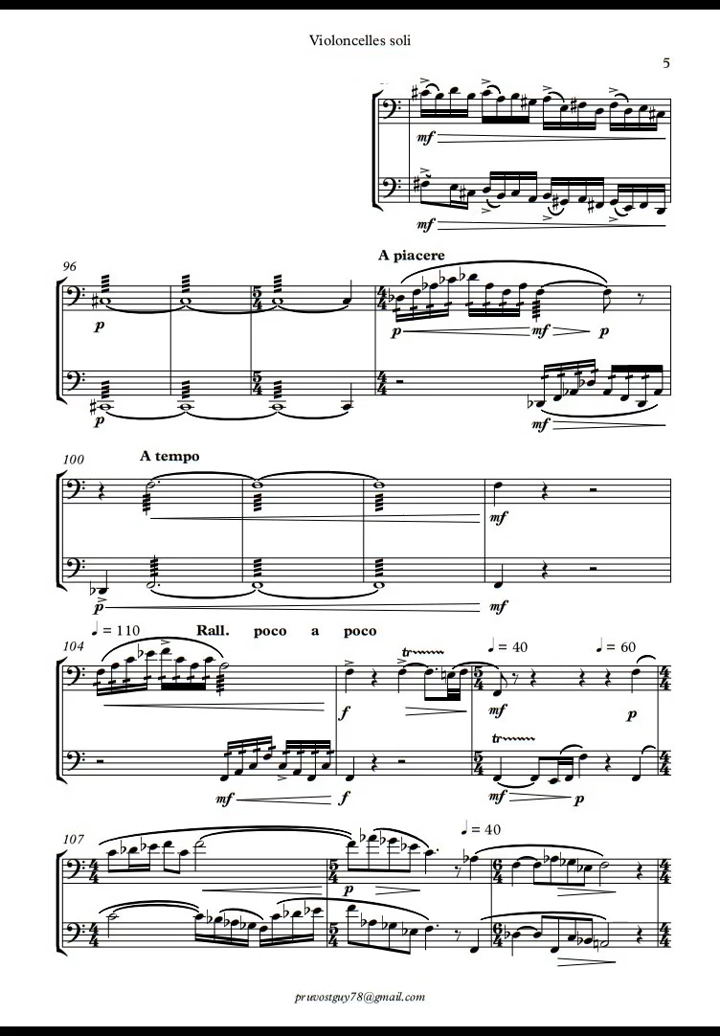 Violoncelles soli
5
mf
mf
A piacere
96
p
p
mf
p
p
mf
A tempo
100
mf
p
mf
♩ = 110 Rall. poco a poco
104
tr
♩ = 40 ♩ = 60
f
mf
p
tr
mf
f
mf
p
107
♩ = 40
p
pruvostguy78@gmail.com